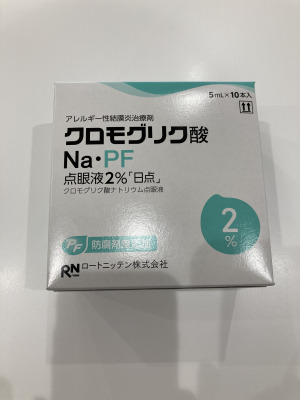 5mL×10本入
アレルギー性結膜炎治療剤
クロモグリク酸
Na・PF
点眼液2%「日点」
クロモグリク酸ナトリウム点眼液
2%
PF 防腐剤無添加
RN ロートニッテン株式会社